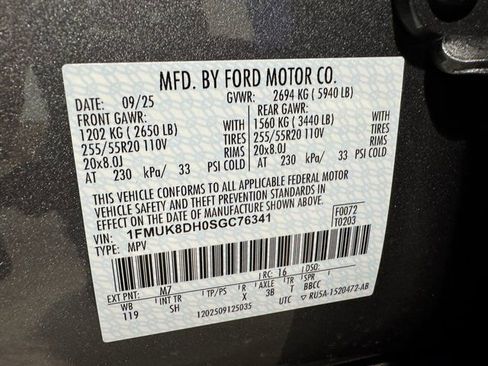 MFD. BY FORD MOTOR CO.
DATE: 09/25 GVWR: 2694 KG ( 5940 LB)
FRONT GAWR: REAR GAWR:
1202 KG ( 2650 LB) WITH 1560 KG ( 3440 LB) WITH
255/55R20 110V TIRES 255/55R20 110V TIRES
20x8.0J RIMS 20x8.0J RIMS
AT 230 kPa/ 33 PSI COLD AT 230 kPa/ 33 PSI COLD
THIS VEHICLE CONFORMS TO ALL APPLICABLE FEDERAL MOTOR
VEHICLE SAFETY AND THEFT PREVENTION STANDARDS IN
EFFECT ON THE DATE OF MANUFACTURE SHOWN ABOVE.
VIN: 1FMUK8DH0SGC76341 F0072
TYPE: MPV T0203
EXT PNT: M7 RC: 16 DSO:
WB INT TR TP/PS R AXLE TR SPR
119 SH X 3B T BBCC
1202509125035 UTC ▽ RU5A-1520472-AB